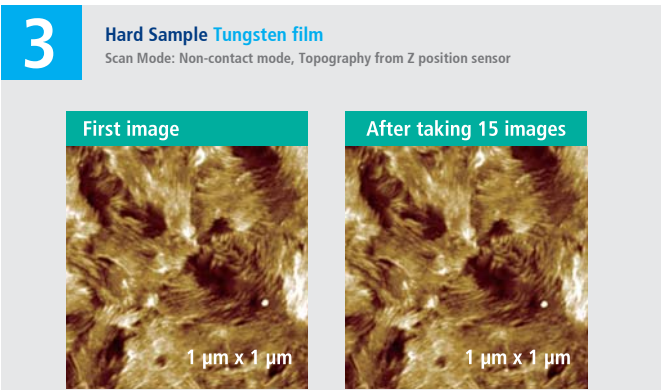 3
Hard Sample Tungsten film
Scan Mode: Non-contact mode, Topography from Z position sensor
First image
After taking 15 images
1 μm x 1 μm
1 μm x 1 μm